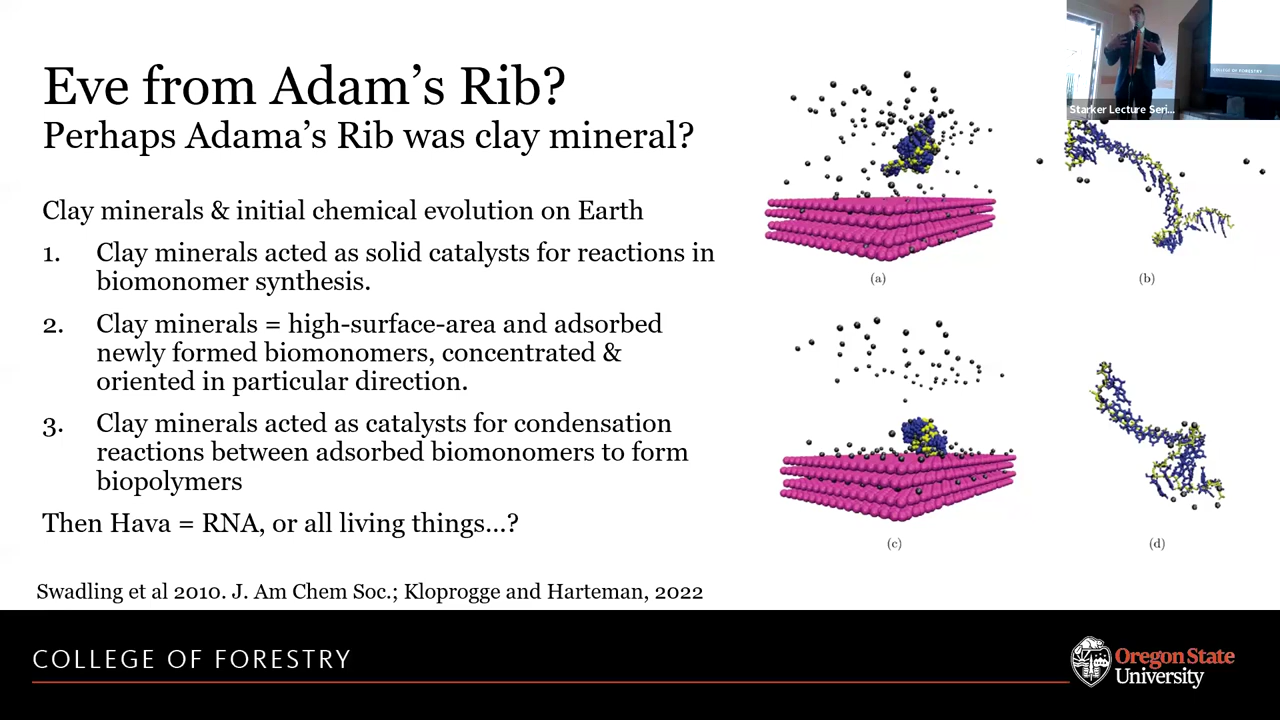 Eve from Adam's Rib?
Perhaps Adama's Rib was clay mineral?
Clay minerals & initial chemical evolution on Earth
1. Clay minerals acted as solid catalysts for reactions in
biomonomer synthesis.
2. Clay minerals = high-surface-area and adsorbed
newly formed biomonomers, concentrated &
oriented in particular direction.
3. Clay minerals acted as catalysts for condensation
reactions between adsorbed biomonomers to form
biopolymers
Then Hava = RNA, or all living things...?
Swadling et al 2010. J. Am Chem Soc.; Kloprogge and Harteman, 2022
(a)
(b)
(c)
(d)
COLLEGE OF FORESTRY
Starker Lecture Seri...
COLLEGE OF FORESTRY
Oregon State
University